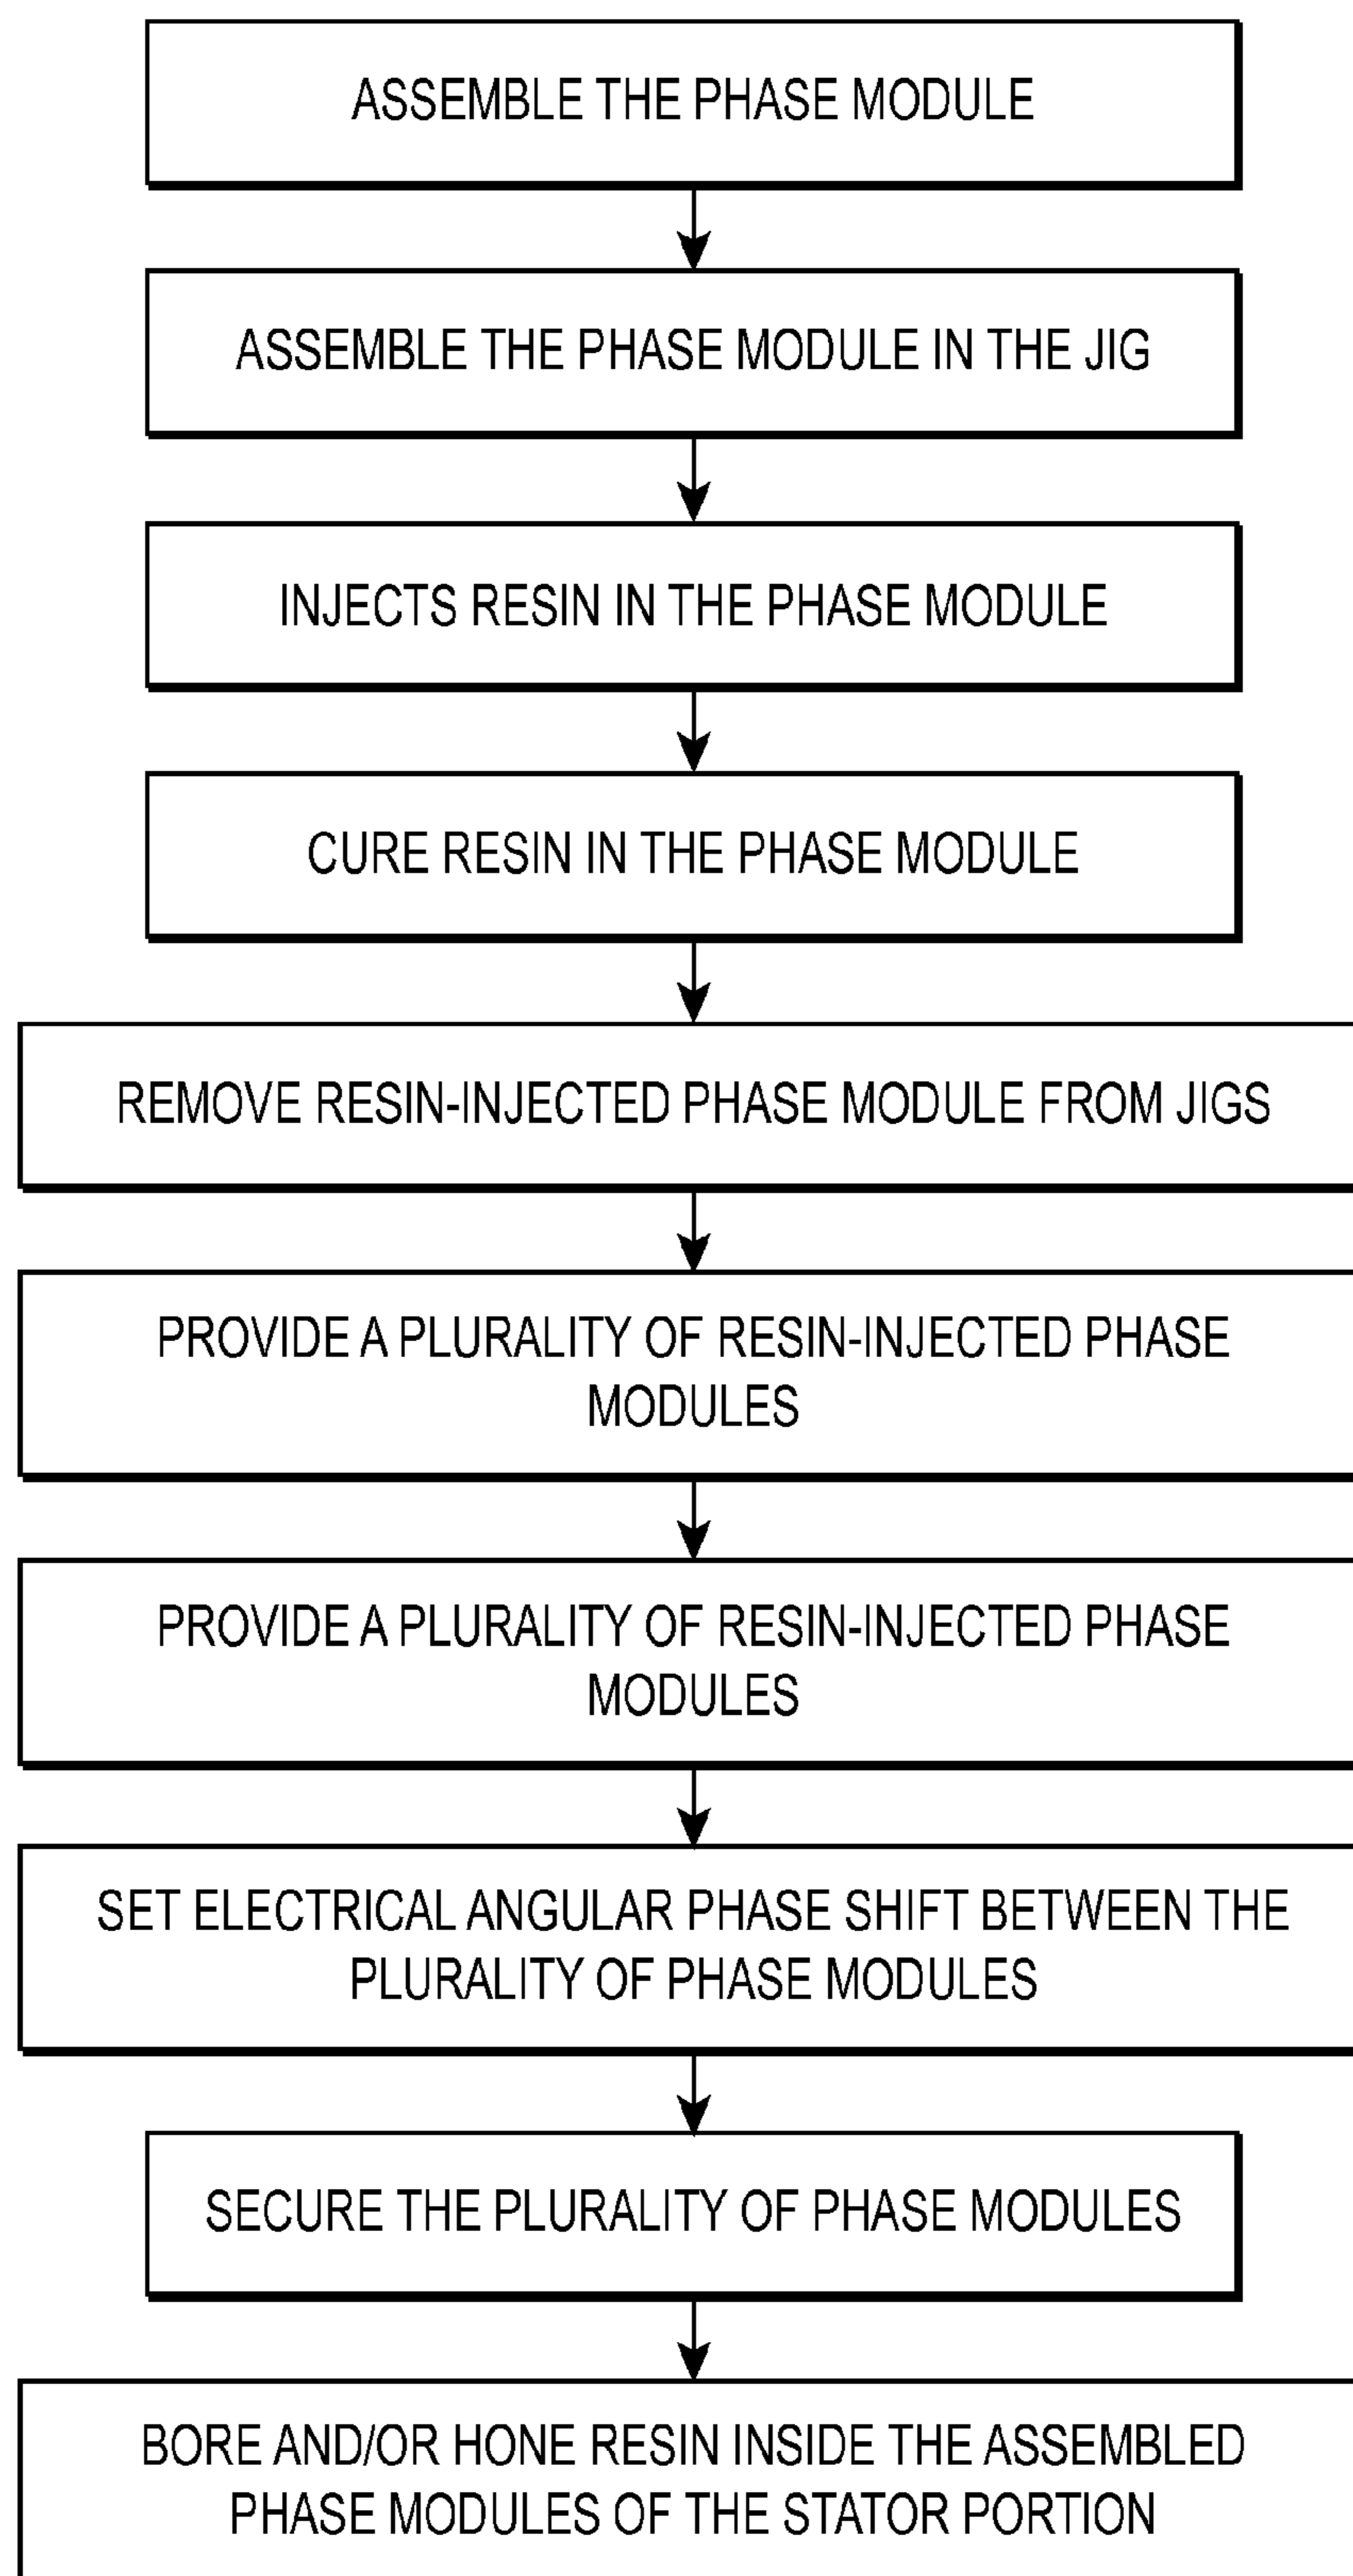 ASSEMBLE THE PHASE MODULE
ASSEMBLE THE PHASE MODULE IN THE JIG
INJECTS RESIN IN THE PHASE MODULE
CURE RESIN IN THE PHASE MODULE
REMOVE RESIN-INJECTED PHASE MODULE FROM JIGS
PROVIDE A PLURALITY OF RESIN-INJECTED PHASE
MODULES
PROVIDE A PLURALITY OF RESIN-INJECTED PHASE
MODULES
SET ELECTRICAL ANGULAR PHASE SHIFT BETWEEN THE
PLURALITY OF PHASE MODULES
SECURE THE PLURALITY OF PHASE MODULES
BORE AND/OR HONE RESIN INSIDE THE ASSEMBLED
PHASE MODULES OF THE STATOR PORTION